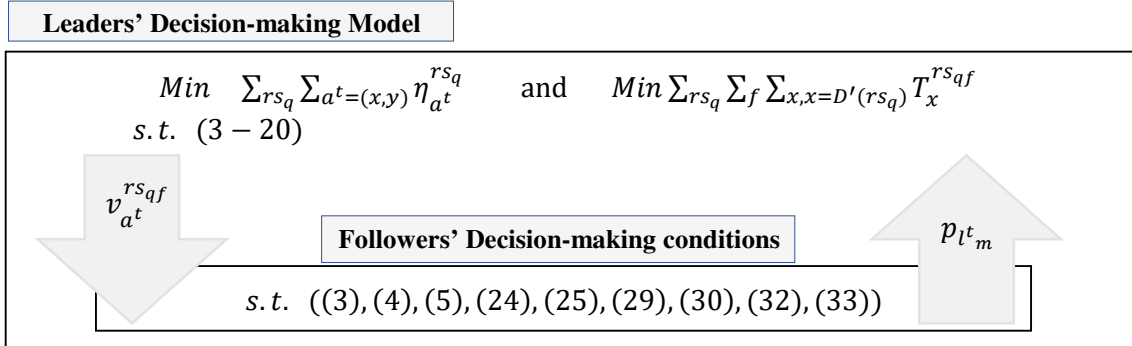 Leaders’ Decision-making Model
Min ∑_{rs_q} ∑_{a^t=(x,y)} η_{a^t}^{rs_q} and Min ∑_{rs_q} ∑_f ∑_{x,x=D′(rs_q)} T_x^{rs_{qf}}
s.t. (3 − 20)
v_{a^t}^{rs_{qf}}
p_{l^t_m}
Followers’ Decision-making conditions
s.t. ((3), (4), (5), (24), (25), (29), (30), (32), (33))